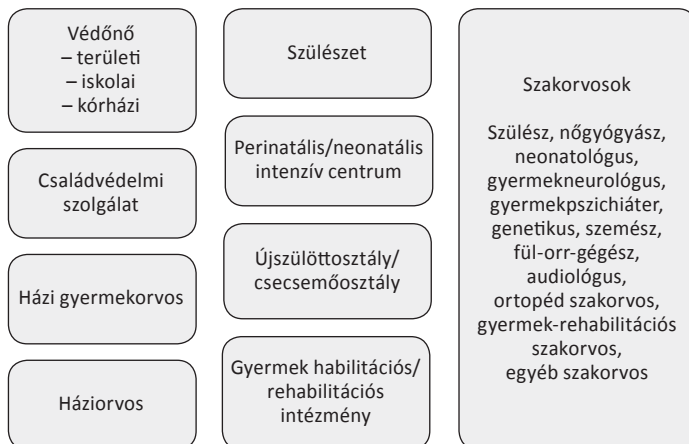 Védőnő
– területi
– iskolai
– kórházi
Családvédelmi
szolgálat
Házi gyermekorvos
Háziorvos
Szülészet
Perinatális/neonatális
intenzív centrum
Újszülöttosztály/
csecsemőosztály
Gyermek habilitációs/
rehabilitációs
intézmény
Szakorvosok
Szülész, nőgyógyász,
neonatológus,
gyermekneurológus,
gyermekpszichiáter,
genetikus, szemész,
fül-orr-gégész,
audiológus,
ortopéd szakorvos,
gyermek-rehabilitációs
szakorvos,
egyéb szakorvos